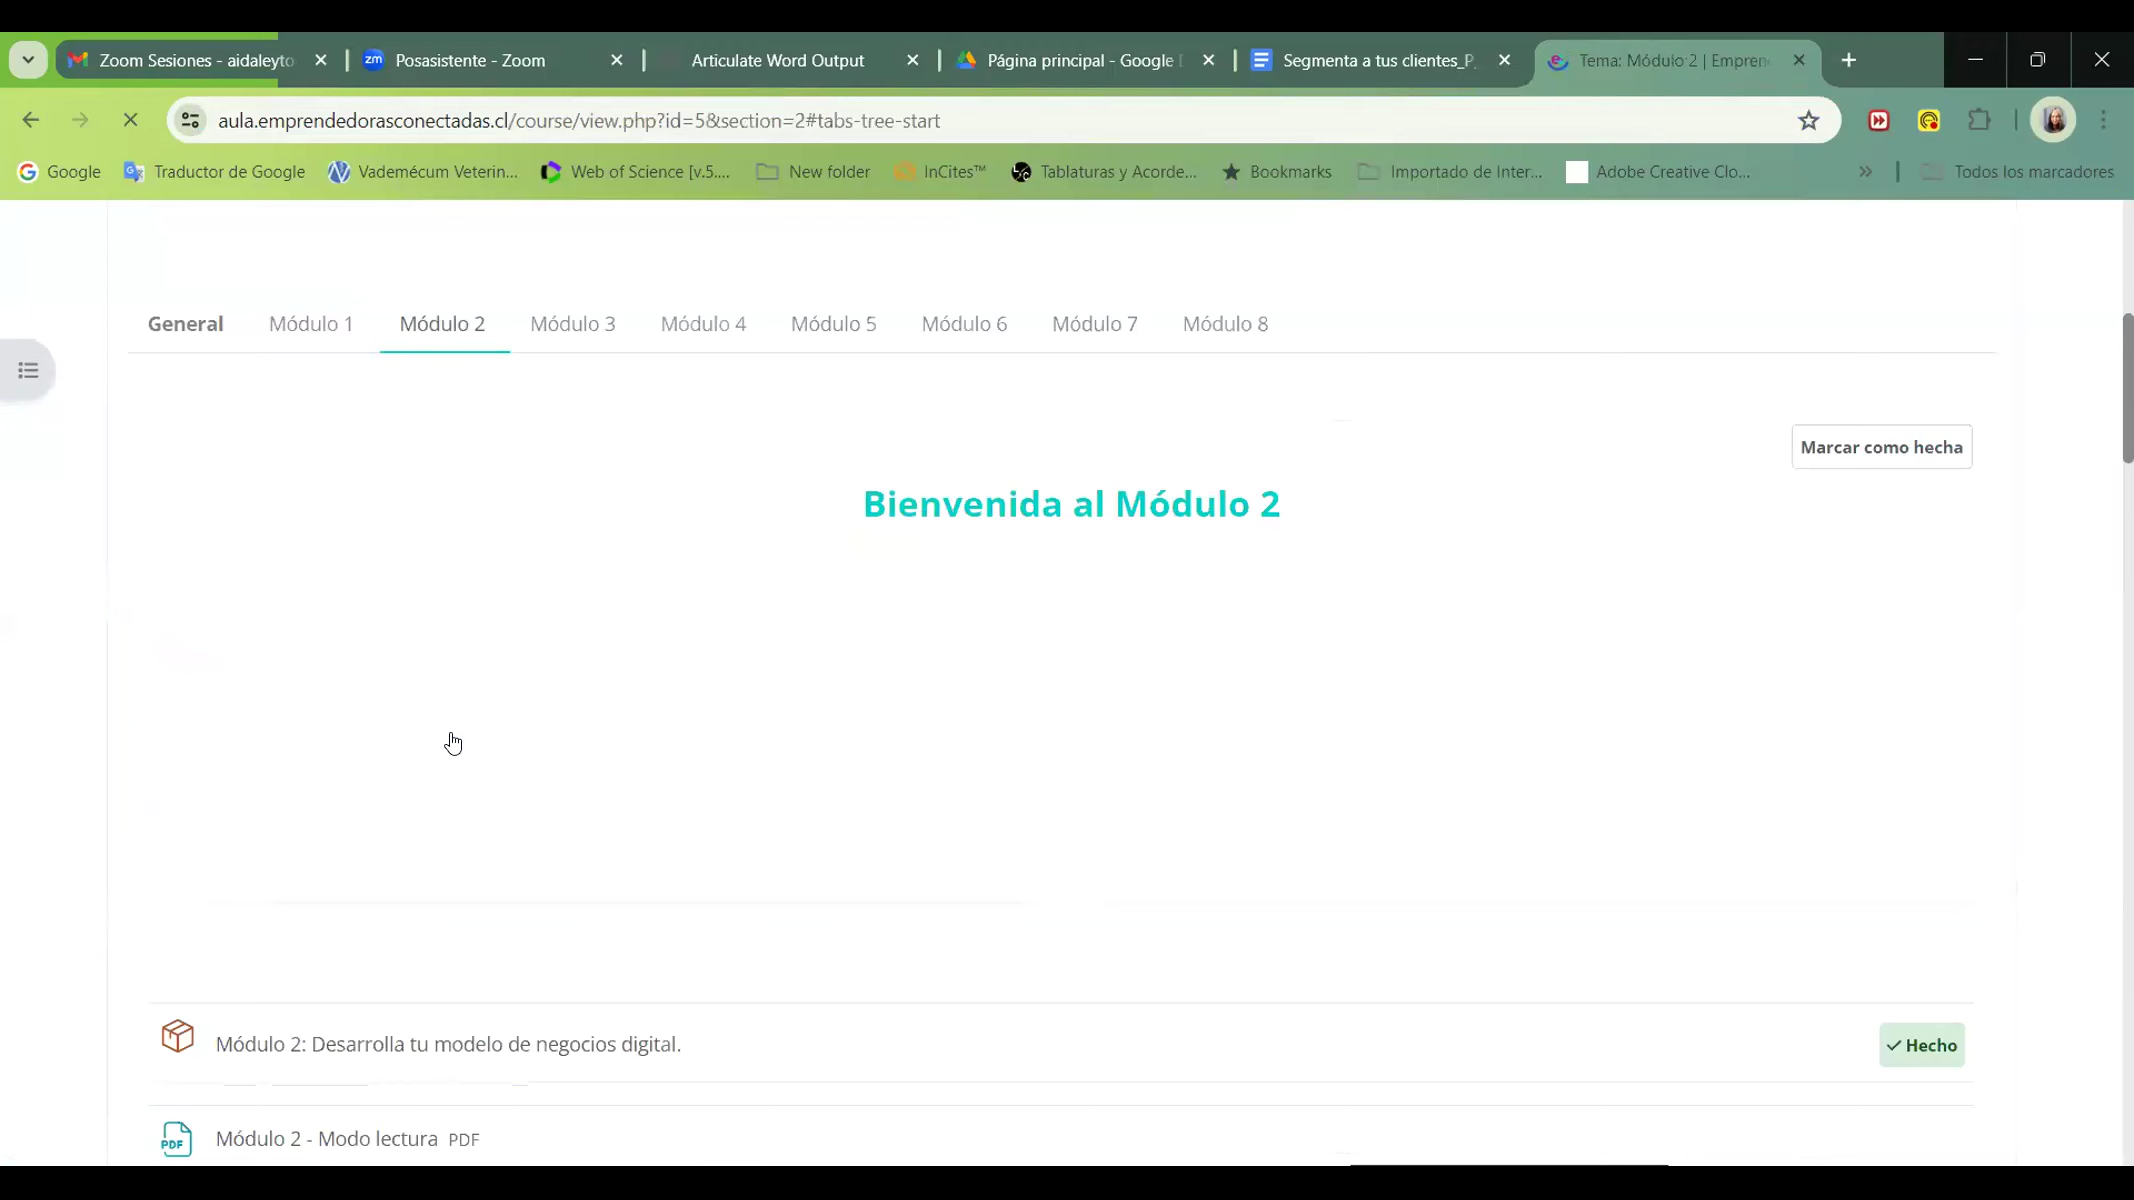 Zoom Sesiones - aidaleyto
Posasistente - Zoom
Articulate Word Output
Página principal - Google D
Segmenta a tus clientes_P
Tema: Módulo 2 | Empren
aula.emprendedorasconectadas.cl/course/view.php?id=5&section=2#tabs-tree-start
Google
Traductor de Google
Vademécum Veterin...
Web of Science [v.5....
New folder
InCites™
Tablaturas y Acorde...
Bookmarks
Importado de Inter...
Adobe Creative Clo...
Todos los marcadores
General
Módulo 1
Módulo 2
Módulo 3
Módulo 4
Módulo 5
Módulo 6
Módulo 7
Módulo 8
Marcar como hecha
Bienvenida al Módulo 2
Módulo 2: Desarrolla tu modelo de negocios digital.
Hecho
PDF
Módulo 2 - Modo lectura PDF